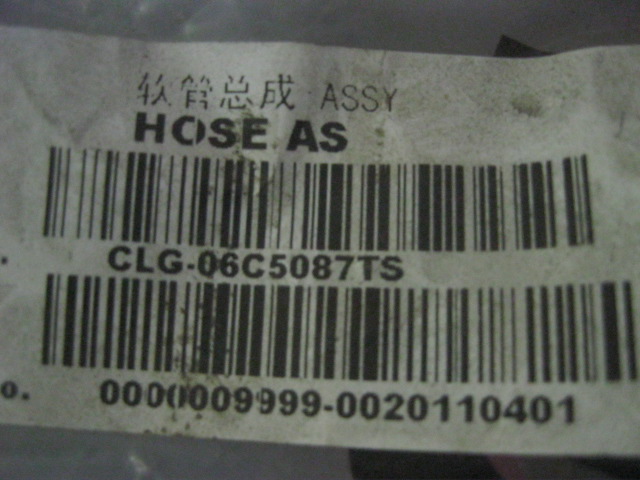 软管总成 ASSY
HOSE AS
CLG-06C5087TS
o.
0000009999-0020110401